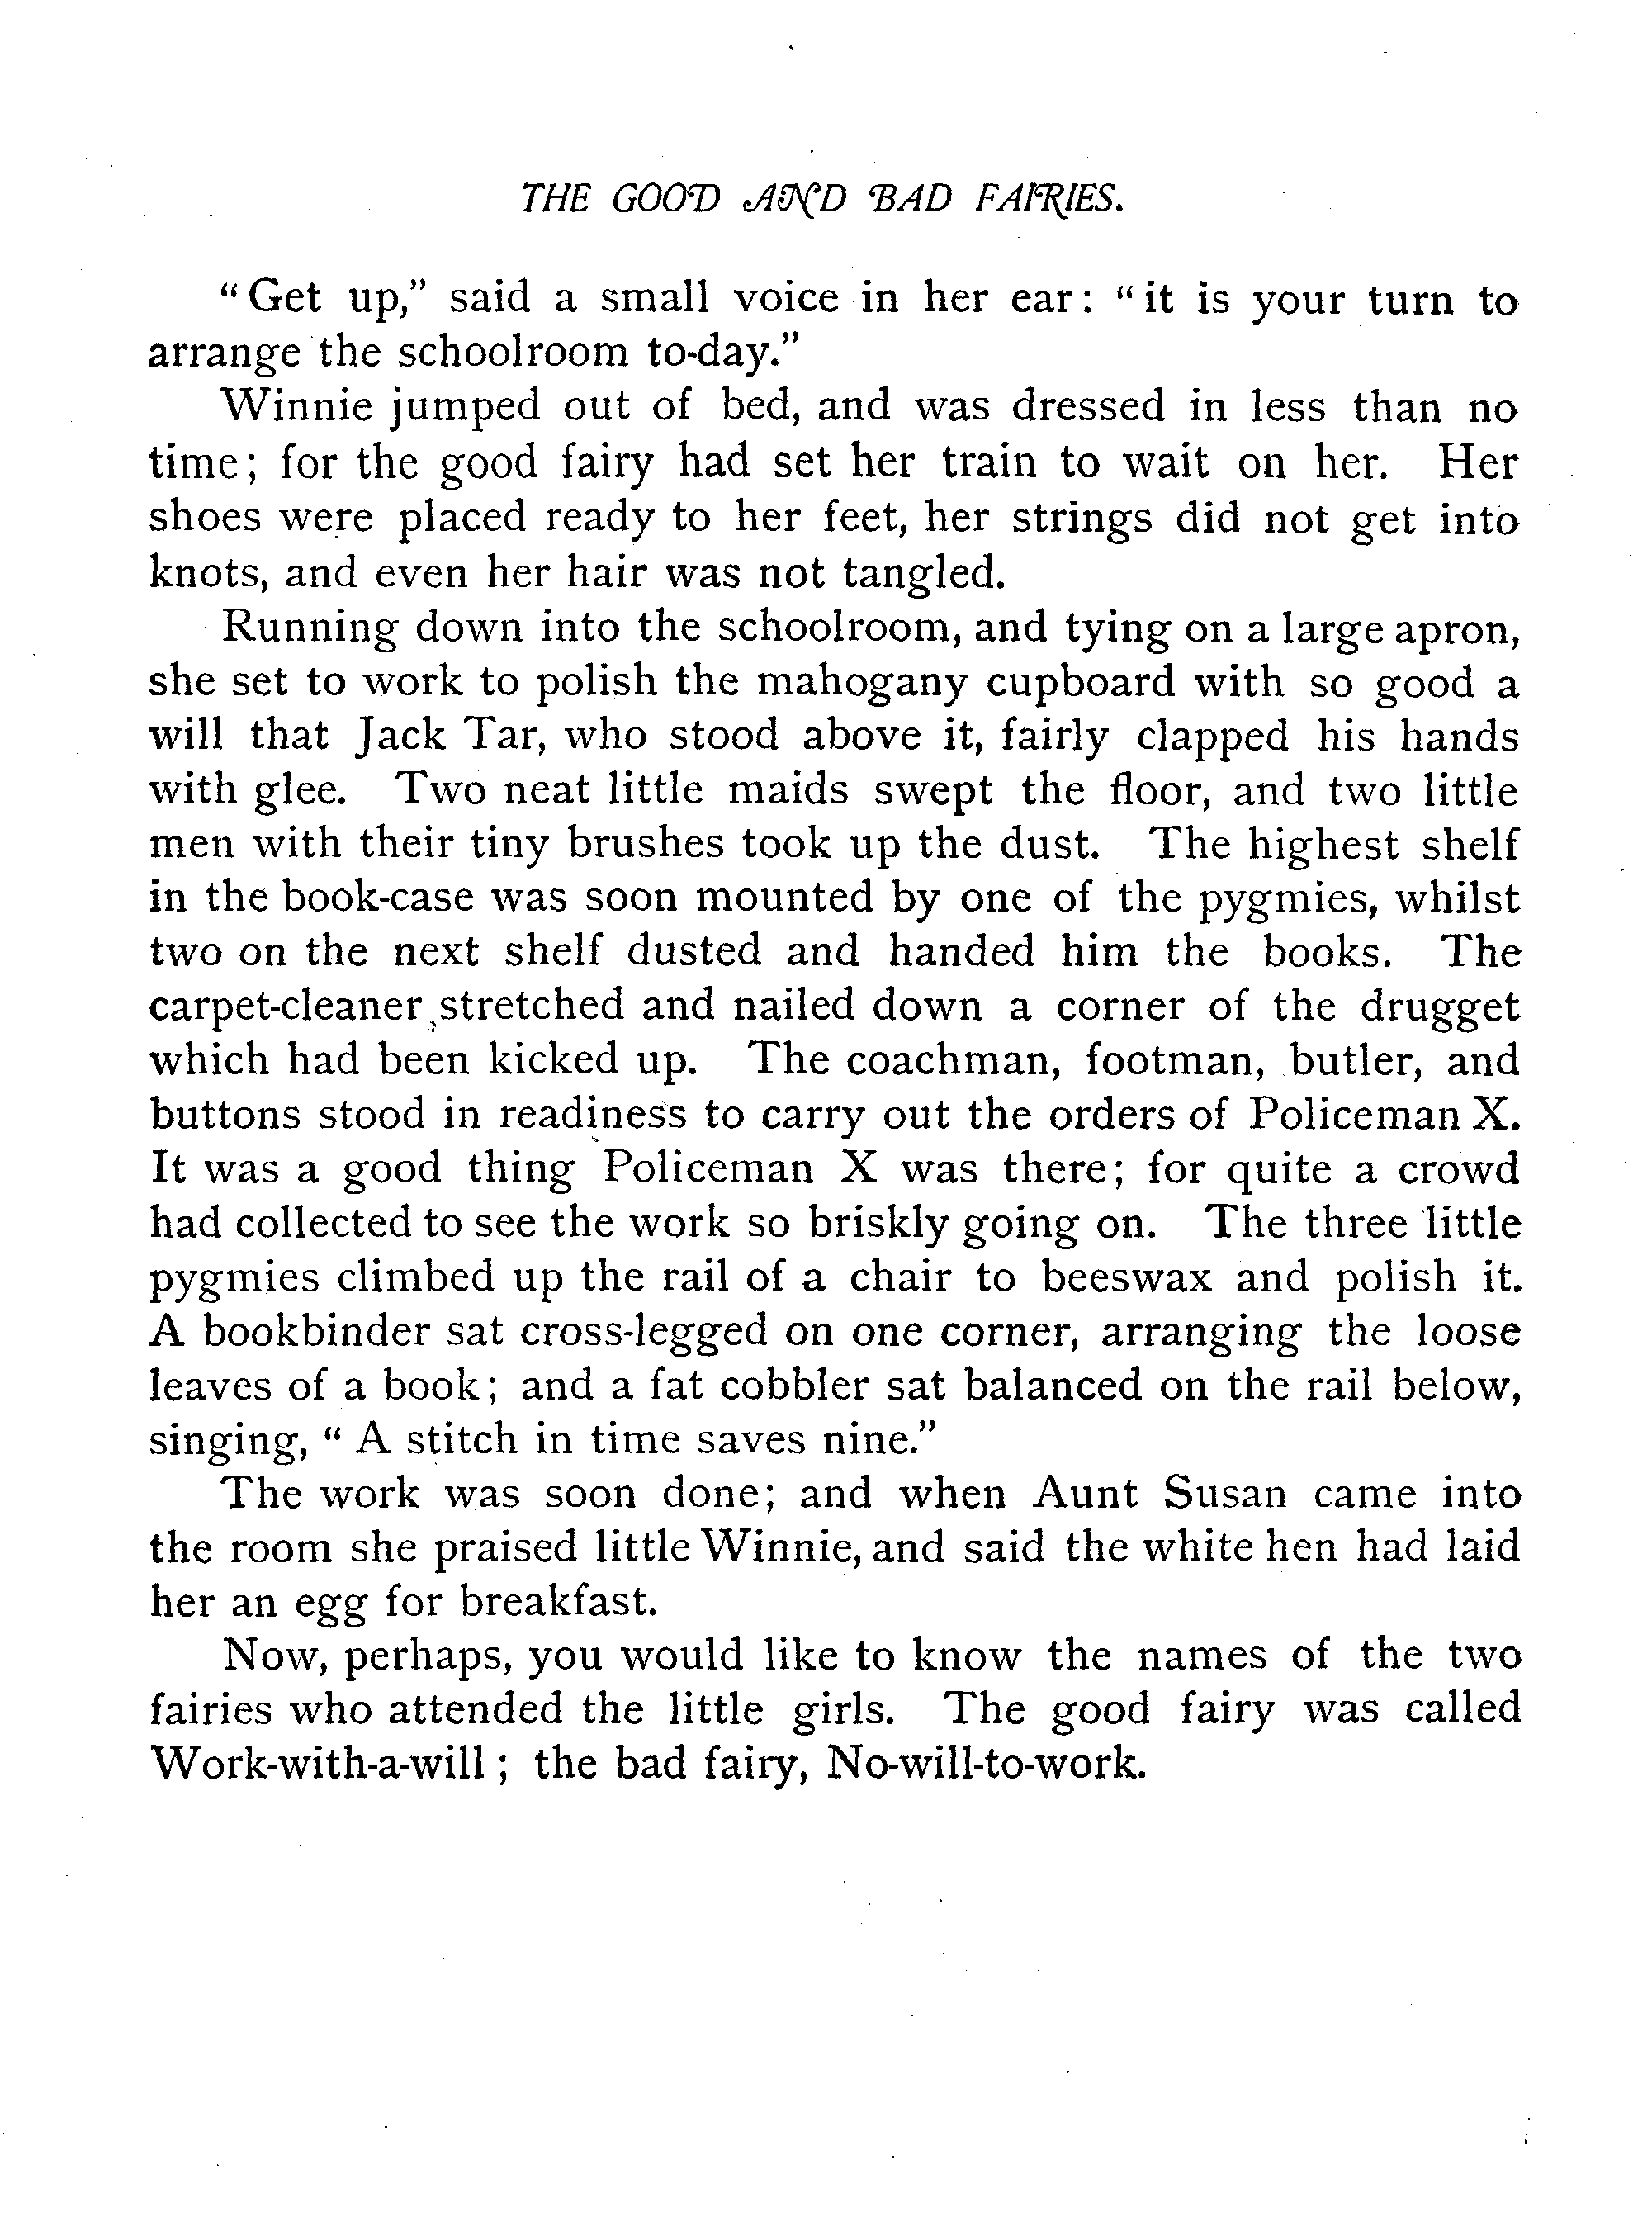 THE GOOD AND BAD FAIRIES.
“Get up,” said a small voice in her ear: “it is your turn to
arrange the schoolroom to-day.”
Winnie jumped out of bed, and was dressed in less than no
time; for the good fairy had set her train to wait on her. Her
shoes were placed ready to her feet, her strings did not get into
knots, and even her hair was not tangled.
Running down into the schoolroom, and tying on a large apron,
she set to work to polish the mahogany cupboard with so good a
will that Jack Tar, who stood above it, fairly clapped his hands
with glee. Two neat little maids swept the floor, and two little
men with their tiny brushes took up the dust. The highest shelf
in the book-case was soon mounted by one of the pygmies, whilst
two on the next shelf dusted and handed him the books. The
carpet-cleaner stretched and nailed down a corner of the drugget
which had been kicked up. The coachman, footman, butler, and
buttons stood in readiness to carry out the orders of Policeman X.
It was a good thing Policeman X was there; for quite a crowd
had collected to see the work so briskly going on. The three little
pygmies climbed up the rail of a chair to beeswax and polish it.
A bookbinder sat cross-legged on one corner, arranging the loose
leaves of a book; and a fat cobbler sat balanced on the rail below,
singing, “ A stitch in time saves nine.”
The work was soon done; and when Aunt Susan came into
the room she praised little Winnie, and said the white hen had laid
her an egg for breakfast.
Now, perhaps, you would like to know the names of the two
fairies who attended the little girls. The good fairy was called
Work-with-a-will ; the bad fairy, No-will-to-work.